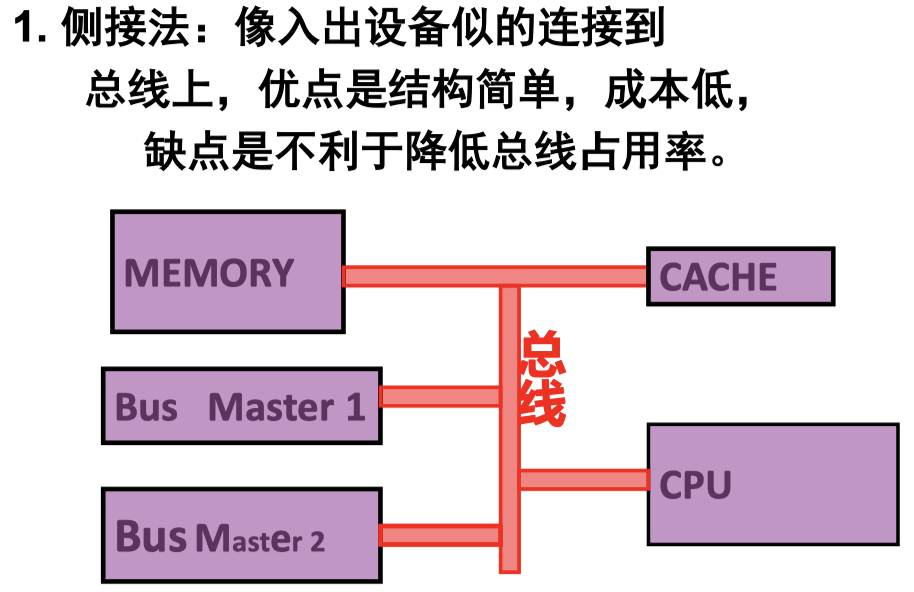 1. 侧接法：像入出设备似的连接到
总线上，优点是结构简单，成本低，
缺点是不利于降低总线占用率。
MEMORY
CACHE
总线
Bus Master 1
CPU
Bus Master 2